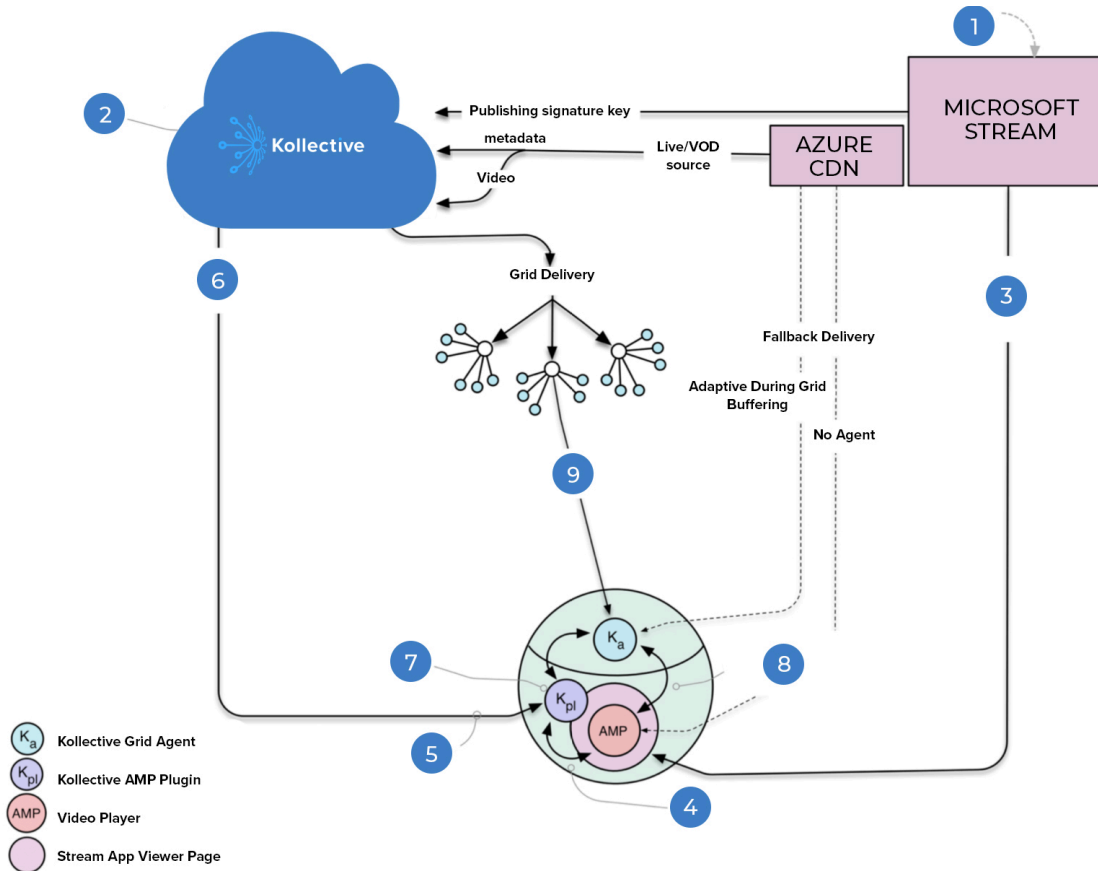 1
MICROSOFT
STREAM
2
Kollective
Publishing signature key
metadata
Live/VOD
source
AZURE
CDN
Video
6
Grid Delivery
3
Fallback Delivery
Adaptive During Grid
Buffering
No Agent
9
Ka
7
8
Kpl
AMP
5
4
Ka Kollective Grid Agent
Kpl Kollective AMP Plugin
AMP Video Player
Stream App Viewer Page